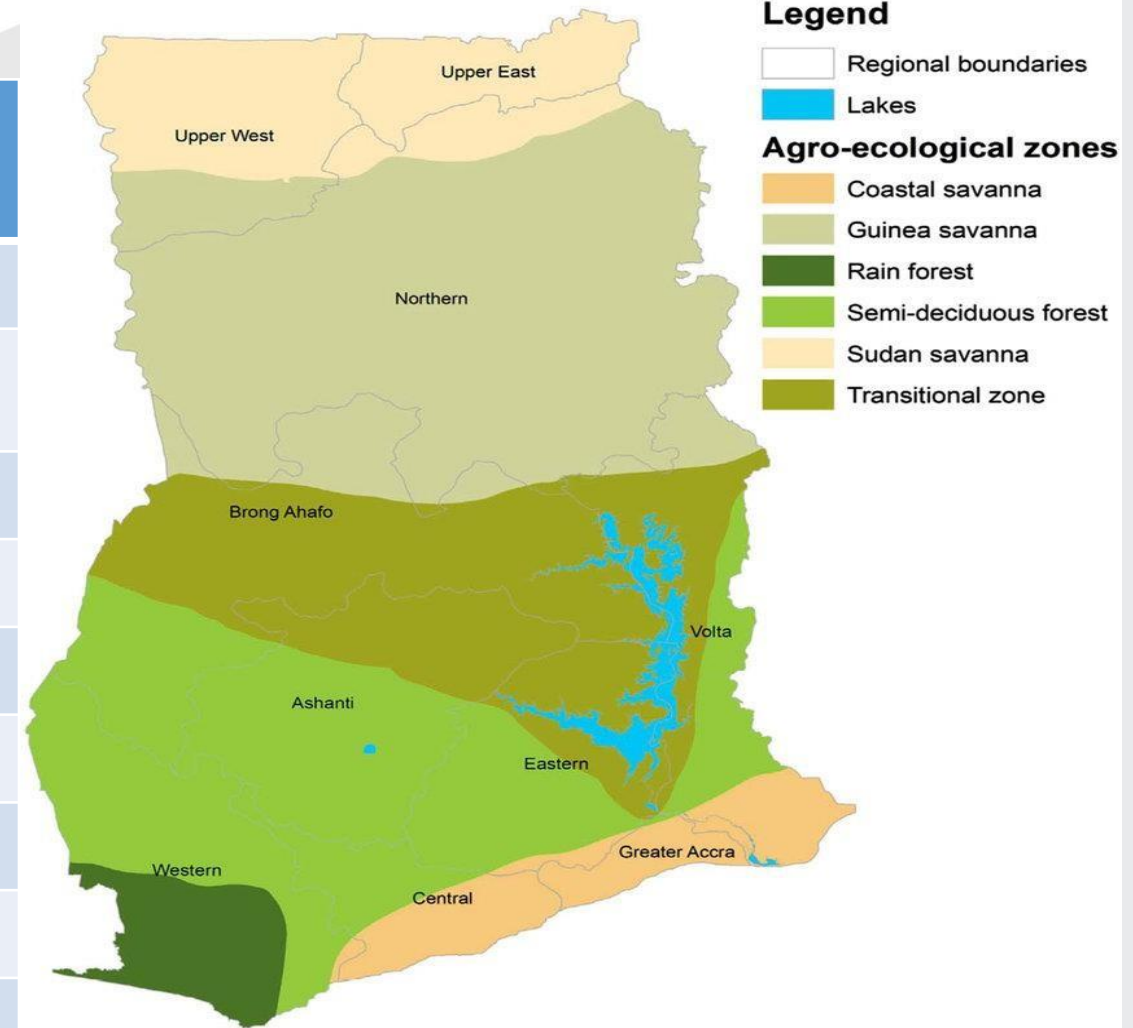 Legend
Regional boundaries
Lakes
Agro-ecological zones
Coastal savanna
Guinea savanna
Rain forest
Semi-deciduous forest
Sudan savanna
Transitional zone
Upper East
Upper West
Northern
Brong Ahafo
Volta
Ashanti
Eastern
Greater Accra
Western
Central